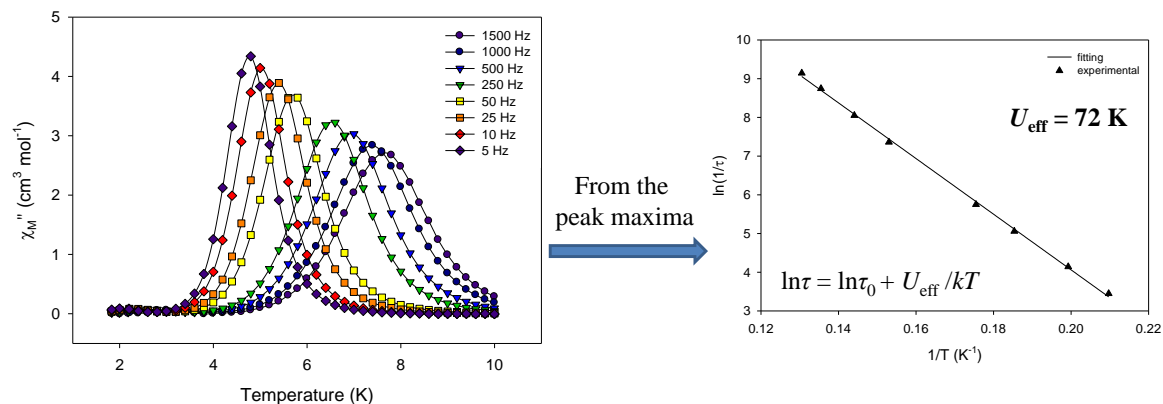 5
4
3
2
1
0
χM'' (cm³ mol⁻¹)
1500 Hz
1000 Hz
500 Hz
250 Hz
50 Hz
25 Hz
10 Hz
5 Hz
2 4 6 8 10
Temperature (K)
From the
peak maxima
10
9
8
7
6
5
4
3
ln(1/τ)
fitting
experimental
Ueff = 72 K
lnτ = lnτ0 + Ueff /kT
0.12 0.14 0.16 0.18 0.20 0.22
1/T (K⁻¹)